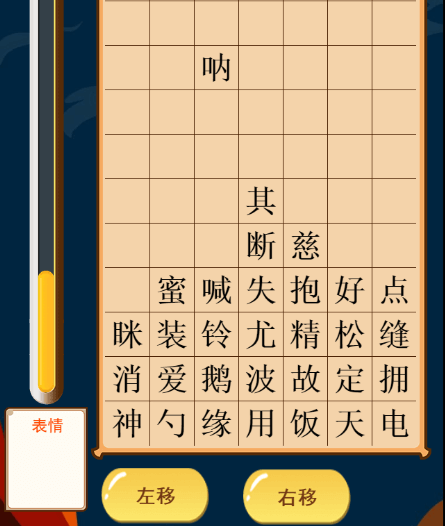 呐
其
断 慈
蜜 喊 失 抱 好 点
眯 装 铃 尤 精 松 缝
消 爱 鹅 波 故 定 拥
神 勺 缘 用 饭 天 电
表情
左移 右移